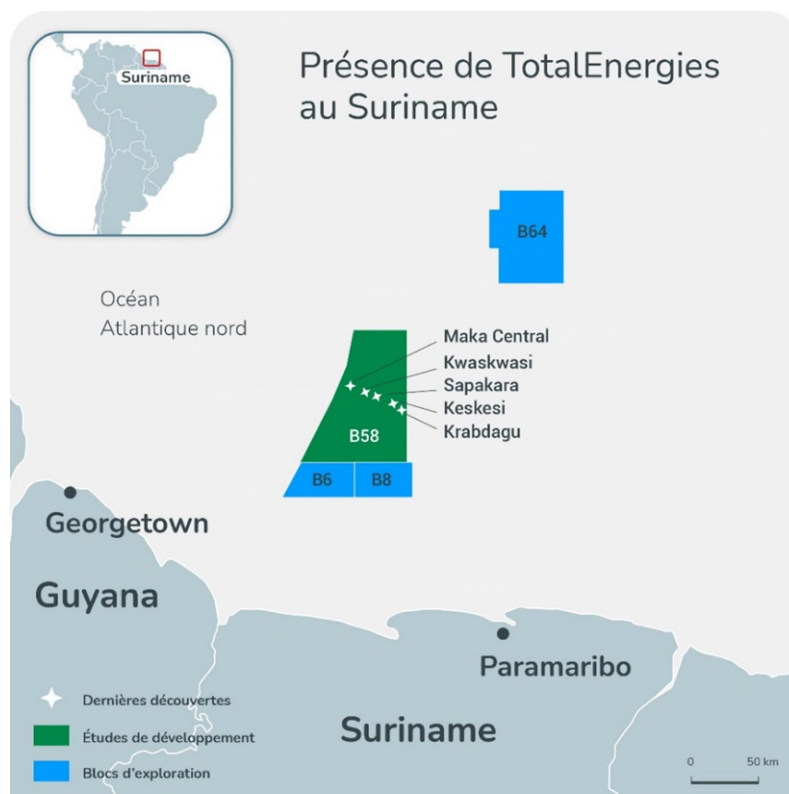 Suriname
Présence de TotalEnergies
au Suriname
B64
Océan
Atlantique nord
Maka Central
Kwaskwasi
Sapakara
Keskesi
Krabdagu
B58
B6
B8
Georgetown
Guyana
Paramaribo
Suriname
Dernières découvertes
Études de développement
Blocs d'exploration
0 50 km